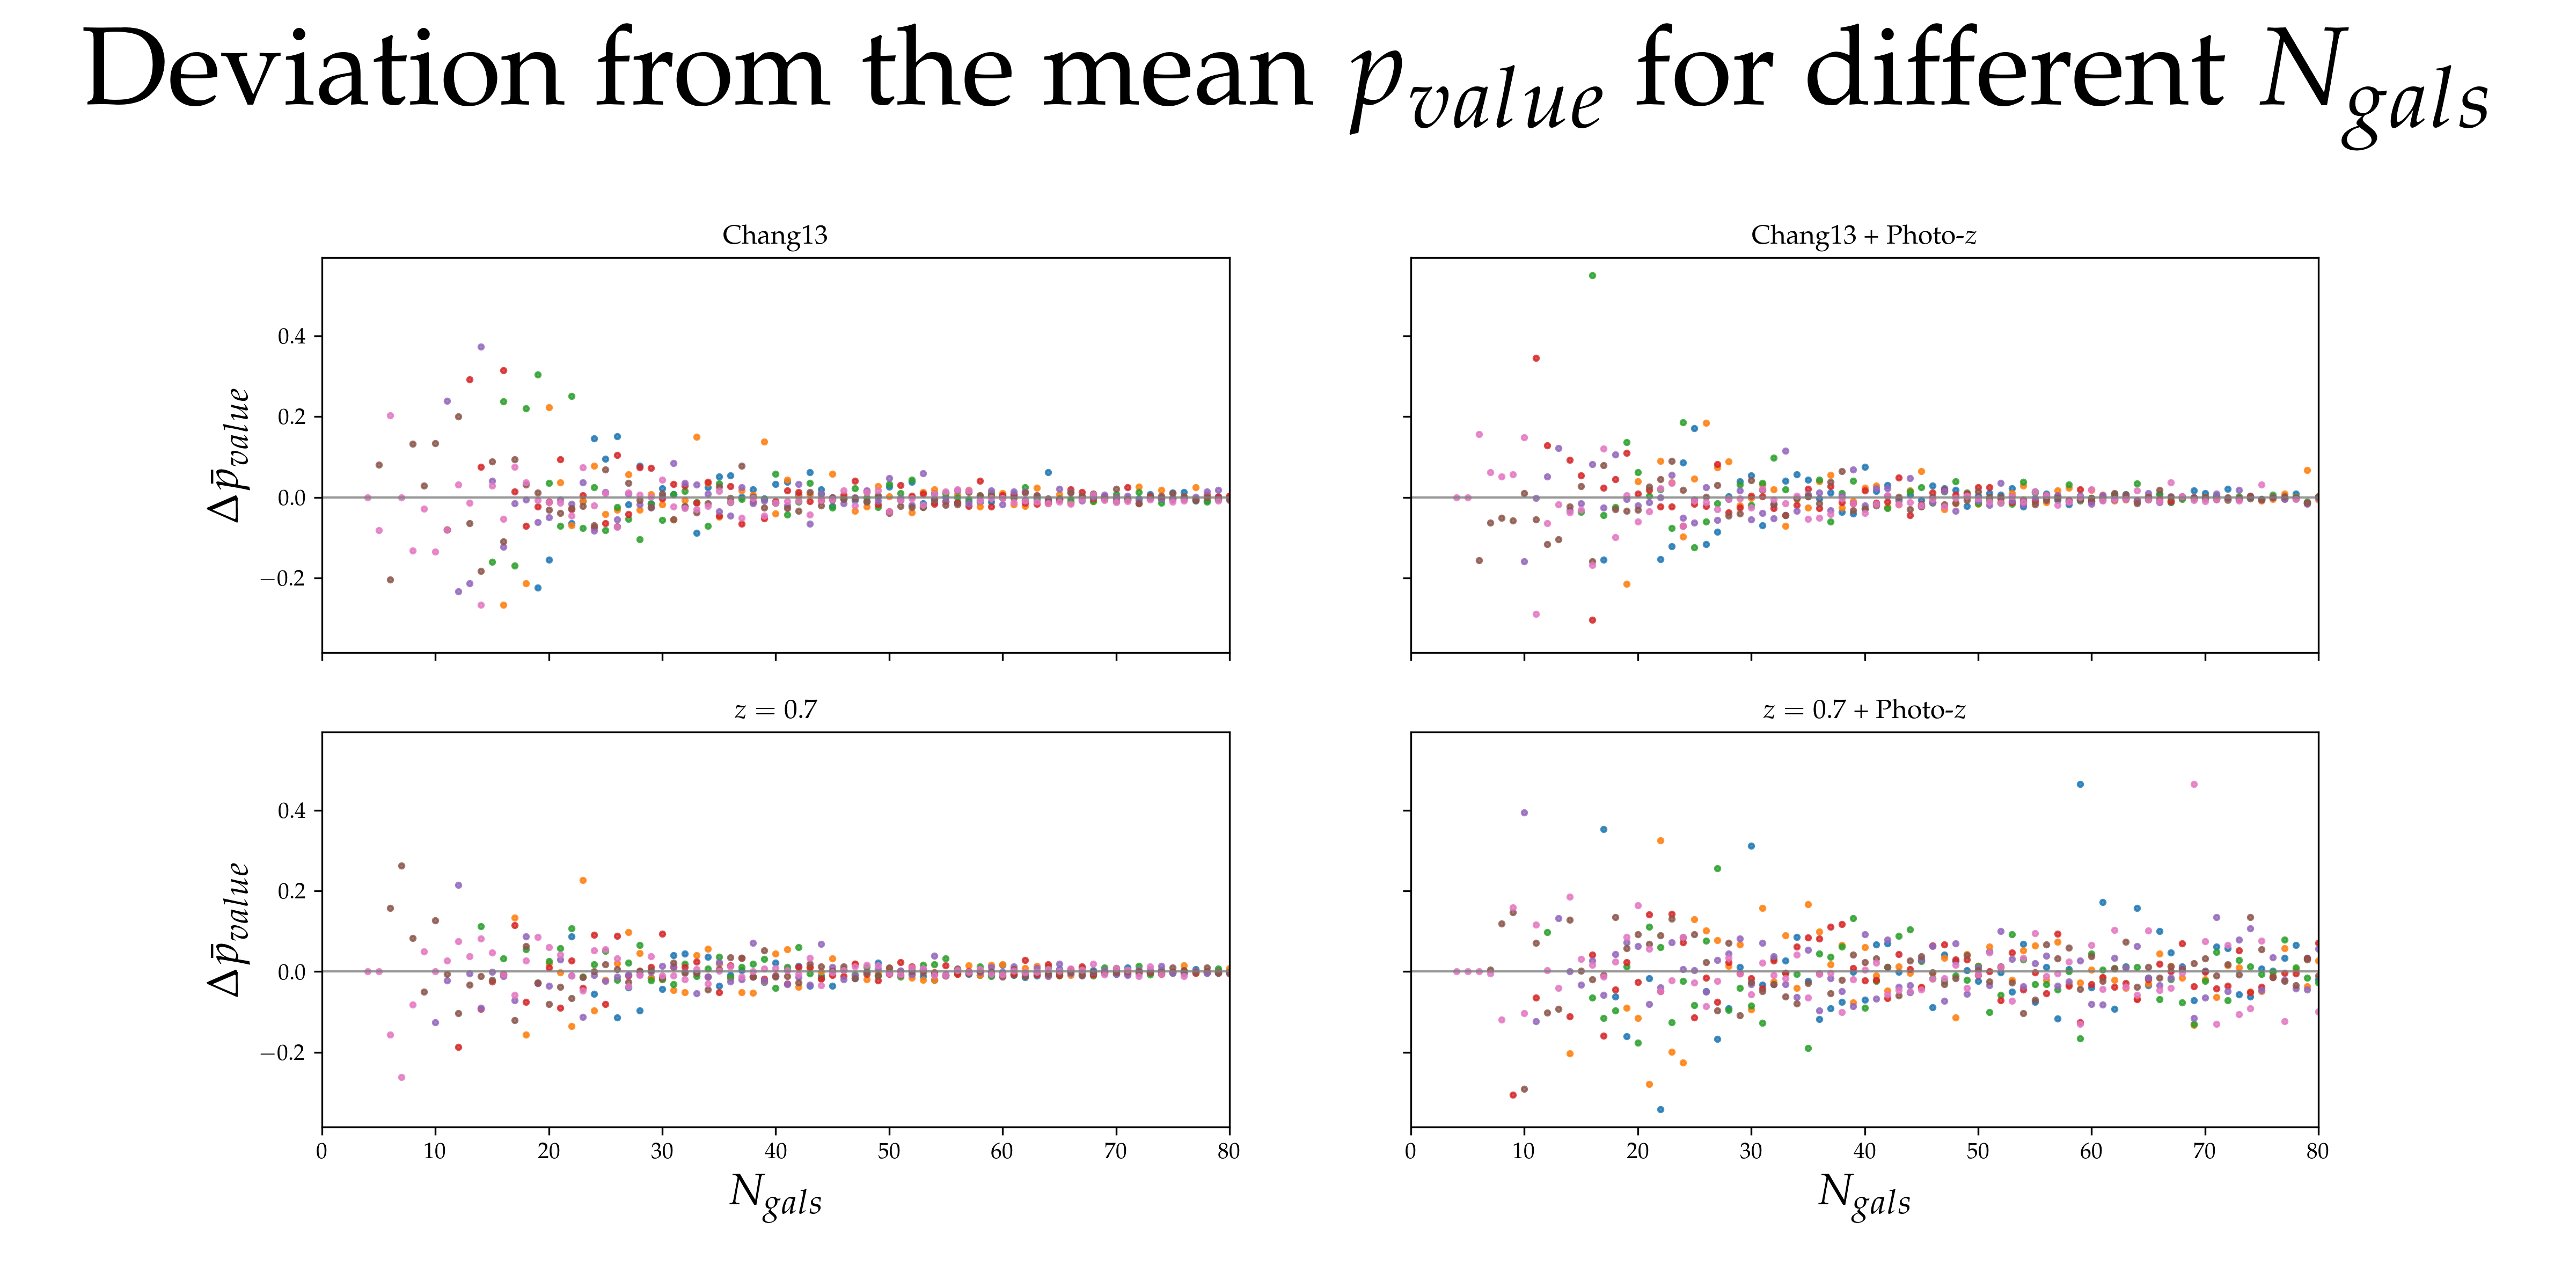 Deviation from the mean p_value for different N_gals
Chang13
Chang13 + Photo-z
0.4
0.2
0.0
−0.2
Δp̄_value
z = 0.7
z = 0.7 + Photo-z
0.4
0.2
0.0
−0.2
Δp̄_value
0 10 20 30 40 50 60 70 80
0 10 20 30 40 50 60 70 80
N_gals
N_gals